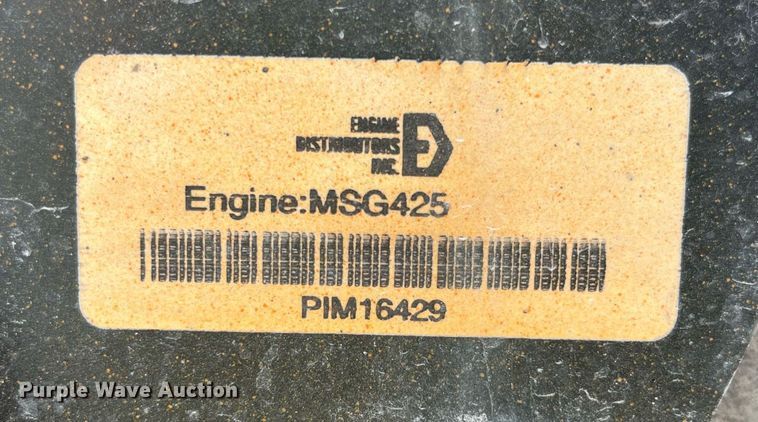 ENGINE
DISTRIBUTORS
INC.
Engine:MSG425
PIM16429
Purple Wave Auction